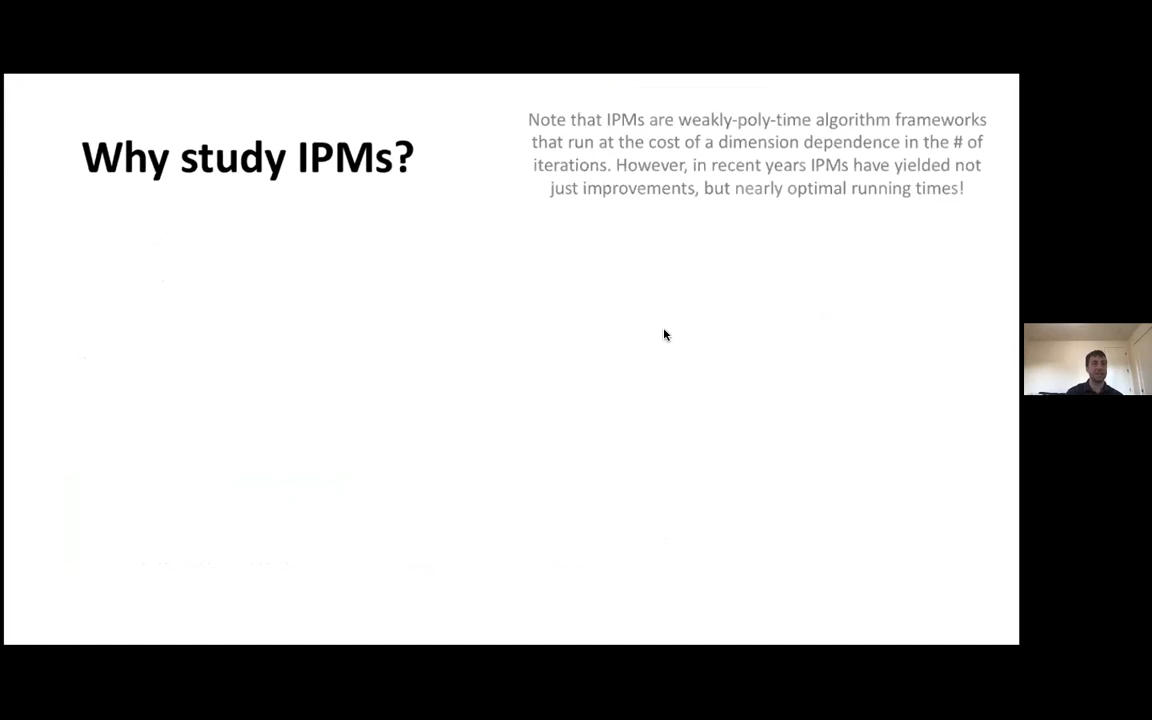 Why study IPMs?
Note that IPMs are weakly-poly-time algorithm frameworks
that run at the cost of a dimension dependence in the # of
iterations. However, in recent years IPMs have yielded not
just improvements, but nearly optimal running times!